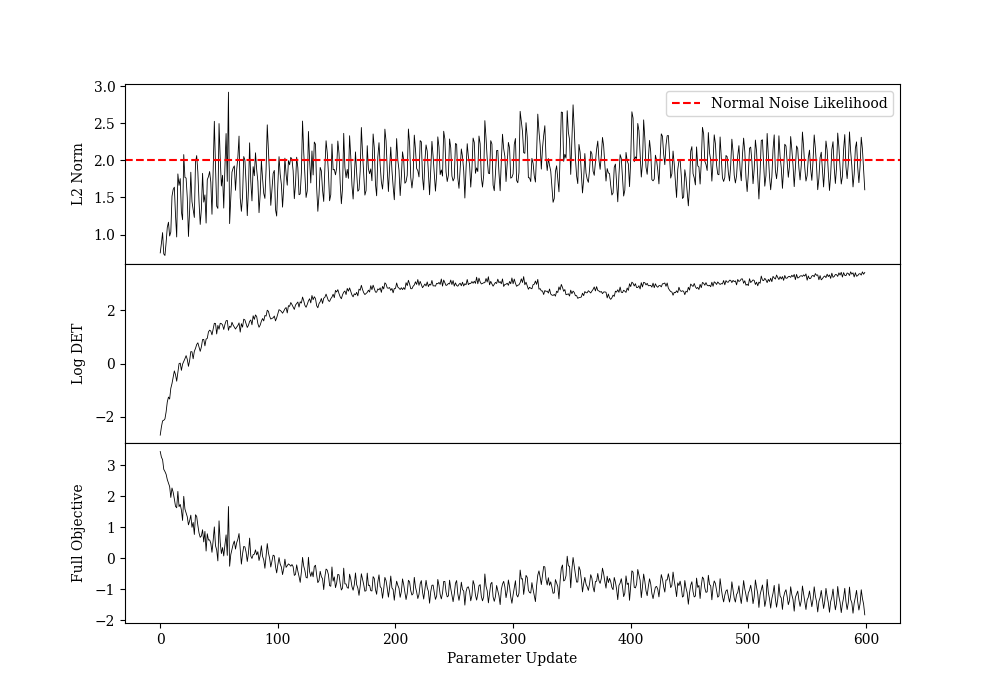 3.0
2.5
2.0
1.5
1.0
L2 Norm
Normal Noise Likelihood
2
0
−2
Log DET
3
2
1
0
−1
−2
Full Objective
0 100 200 300 400 500 600
Parameter Update